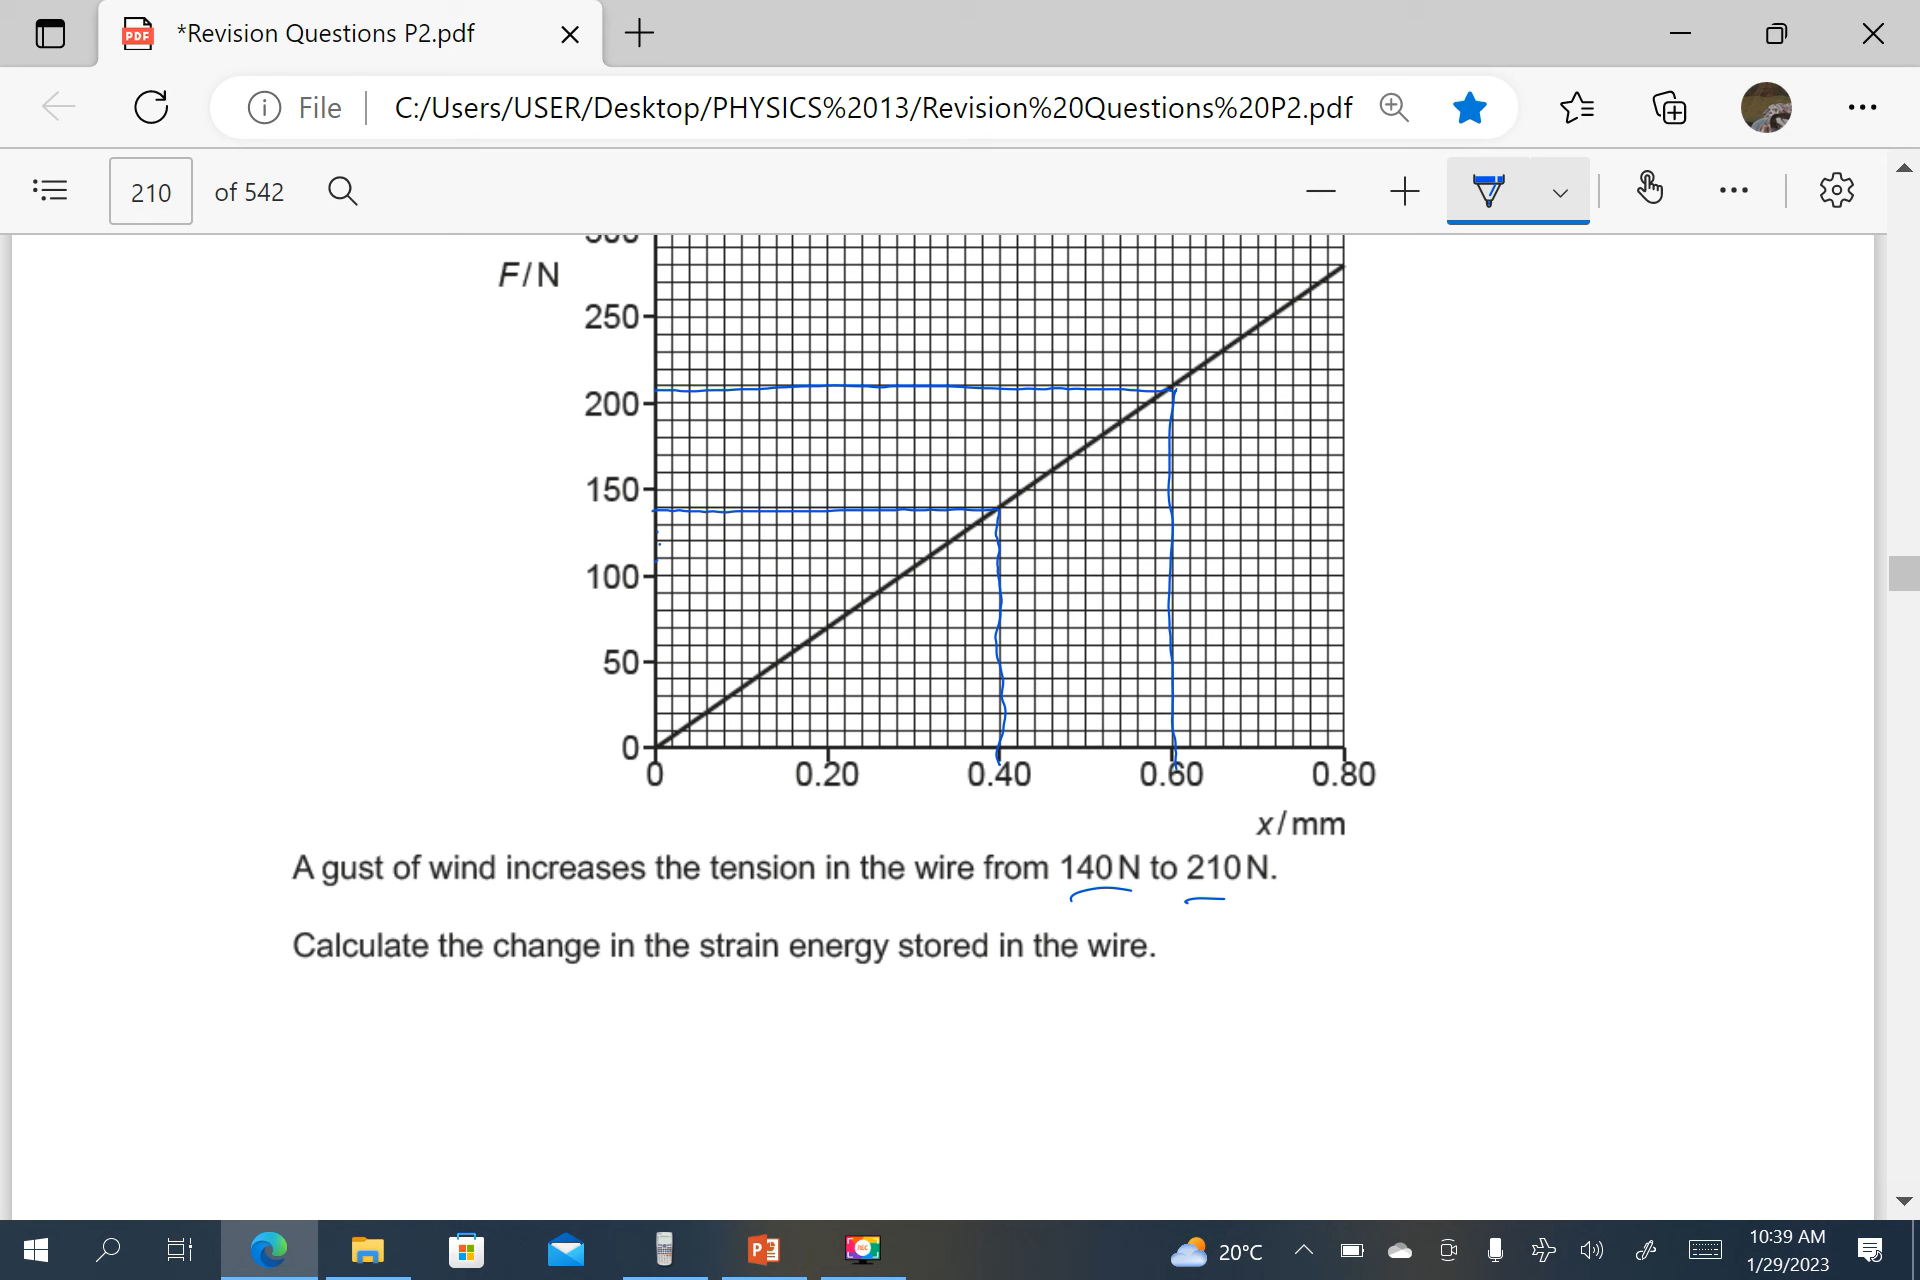 *Revision Questions P2.pdf
File
C:/Users/USER/Desktop/PHYSICS%2013/Revision%20Questions%20P2.pdf
210 of 542
F/N
250
200
150
100
50
0
0 0.20 0.40 0.60 0.80
x/mm
A gust of wind increases the tension in the wire from 140 N to 210 N.
Calculate the change in the strain energy stored in the wire.
20°C
10:39 AM
1/29/2023